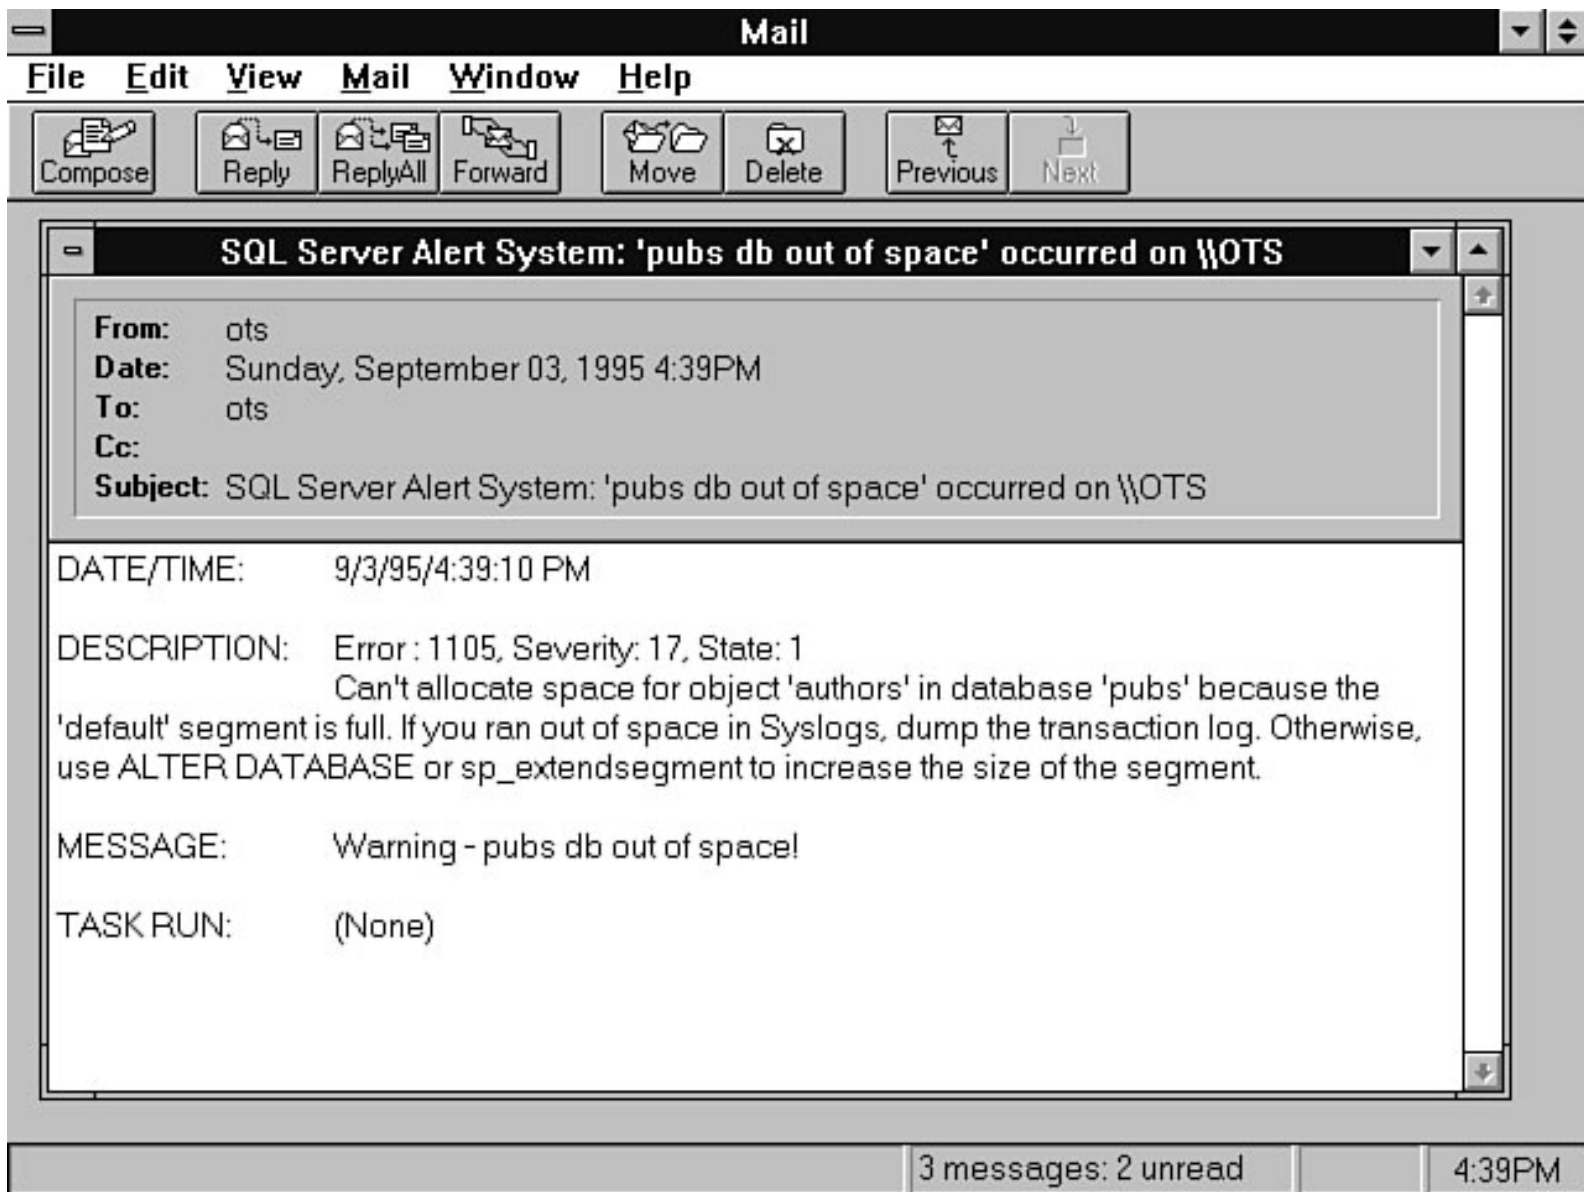 Mail
File Edit View Mail Window Help
Compose Reply ReplyAll Forward Move Delete Previous Next
SQL Server Alert System: 'pubs db out of space' occurred on \\OTS
From: ots
Date: Sunday, September 03, 1995 4:39PM
To: ots
Cc:
Subject: SQL Server Alert System: 'pubs db out of space' occurred on \\OTS
DATE/TIME: 9/3/95/4:39:10 PM
DESCRIPTION: Error : 1105, Severity: 17, State: 1
Can't allocate space for object 'authors' in database 'pubs' because the
'default' segment is full. If you ran out of space in Syslogs, dump the transaction log. Otherwise,
use ALTER DATABASE or sp_extendsegment to increase the size of the segment.
MESSAGE: Warning - pubs db out of space!
TASK RUN: (None)
3 messages: 2 unread 4:39PM